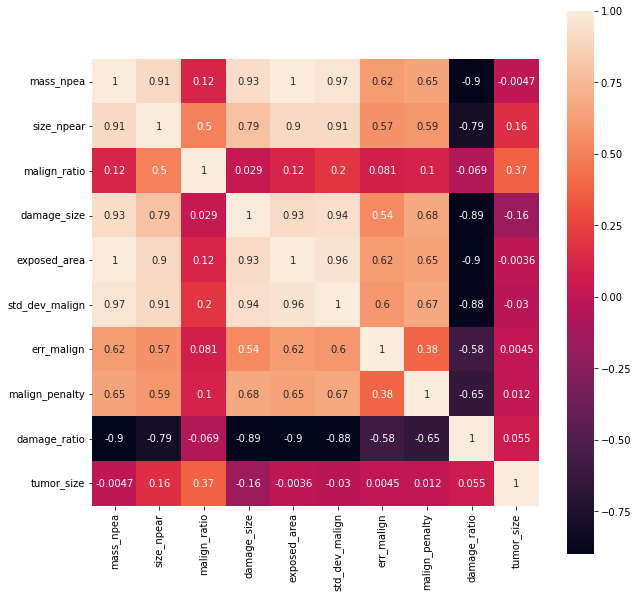 mass_npea 1 0.91 0.12 0.93 1 0.97 0.62 0.65 -0.9 -0.0047
size_npear 0.91 1 0.5 0.79 0.9 0.91 0.57 0.59 -0.79 0.16
malign_ratio 0.12 0.5 1 0.029 0.12 0.2 0.081 0.1 -0.069 0.37
damage_size 0.93 0.79 0.029 1 0.93 0.94 0.54 0.68 -0.89 -0.16
exposed_area 1 0.9 0.12 0.93 1 0.96 0.62 0.65 -0.9 -0.0036
std_dev_malign 0.97 0.91 0.2 0.94 0.96 1 0.6 0.67 -0.88 -0.03
err_malign 0.62 0.57 0.081 0.54 0.62 0.6 1 0.38 -0.58 0.0045
malign_penalty 0.65 0.59 0.1 0.68 0.65 0.67 0.38 1 -0.65 0.012
damage_ratio -0.9 -0.79 -0.069 -0.89 -0.9 -0.88 -0.58 -0.65 1 0.055
tumor_size -0.0047 0.16 0.37 -0.16 -0.0036 -0.03 0.0045 0.012 0.055 1
mass_npea
size_npear
malign_ratio
damage_size
exposed_area
std_dev_malign
err_malign
malign_penalty
damage_ratio
tumor_size
1.00
0.75
0.50
0.25
0.00
-0.25
-0.50
-0.75